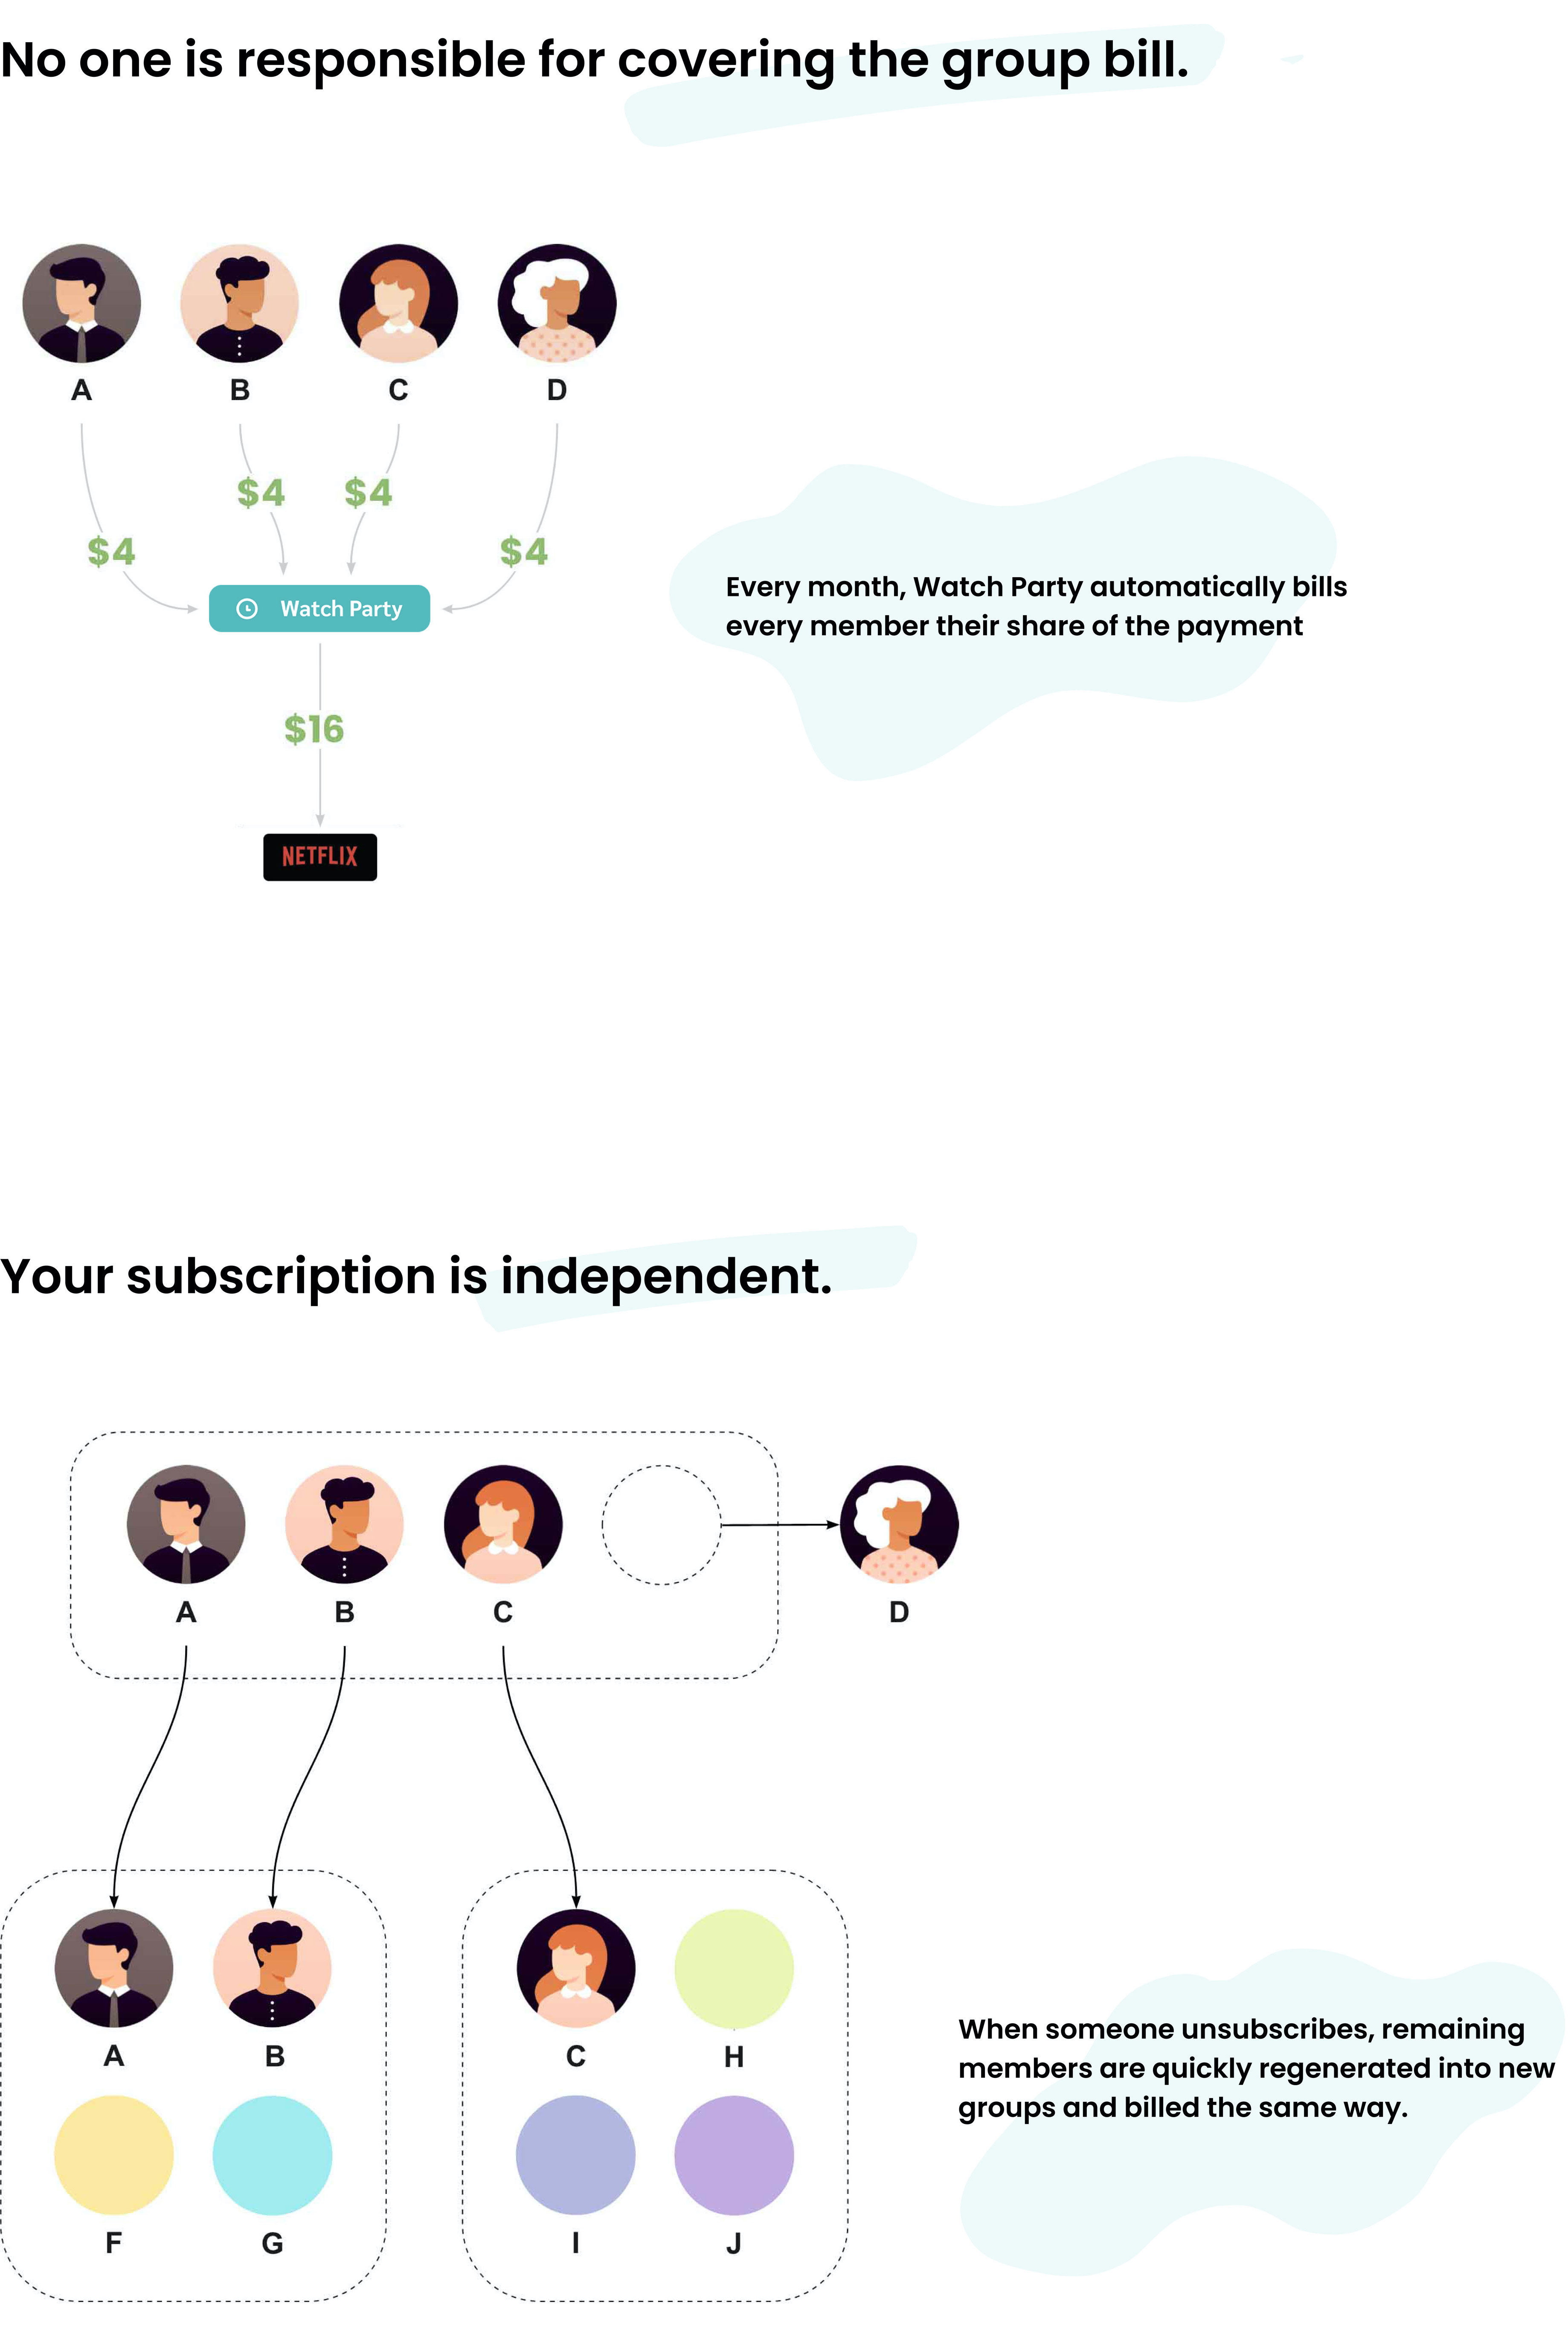 No one is responsible for covering the group bill.
A B C D
$4 $4
$4 $4
Watch Party
Every month, Watch Party automatically bills
every member their share of the payment
$16
NETFLIX
Your subscription is independent.
A B C D
A B C H
When someone unsubscribes, remaining
members are quickly regenerated into new
groups and billed the same way.
F G I J